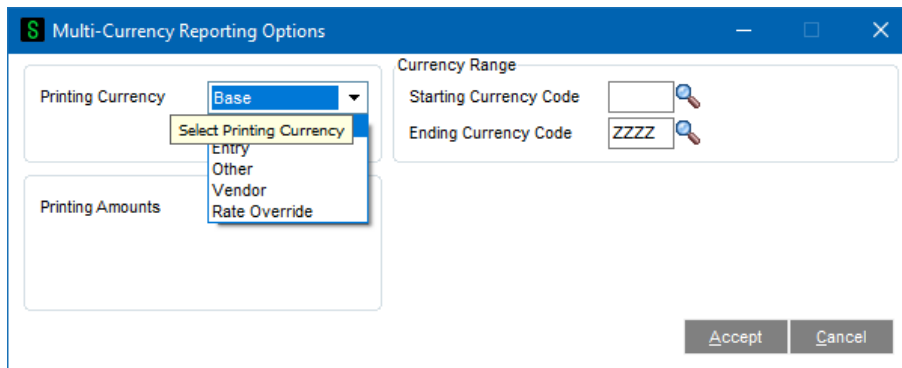 S Multi-Currency Reporting Options
Printing Currency
Base
Select Printing Currency
Entry
Other
Vendor
Rate Override
Printing Amounts
Currency Range
Starting Currency Code
Ending Currency Code ZZZZ
Accept Cancel